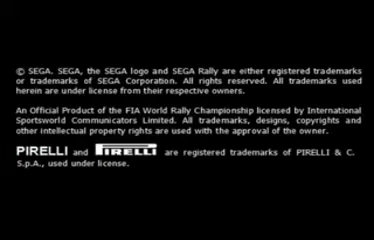 © SEGA. SEGA, the SEGA logo and SEGA Rally are either registered trademarks
or trademarks of SEGA Corporation. All rights reserved. All trademarks used
herein are under license from their respective owners.
An Official Product of the FIA World Rally Championship licensed by International
Sportsworld Communicators Limited. All trademarks, designs, copyrights and
other intellectual property rights are used with the approval of the owner.
PIRELLI and PIRELLI are registered trademarks of PIRELLI & C.
S.p.A., used under license.